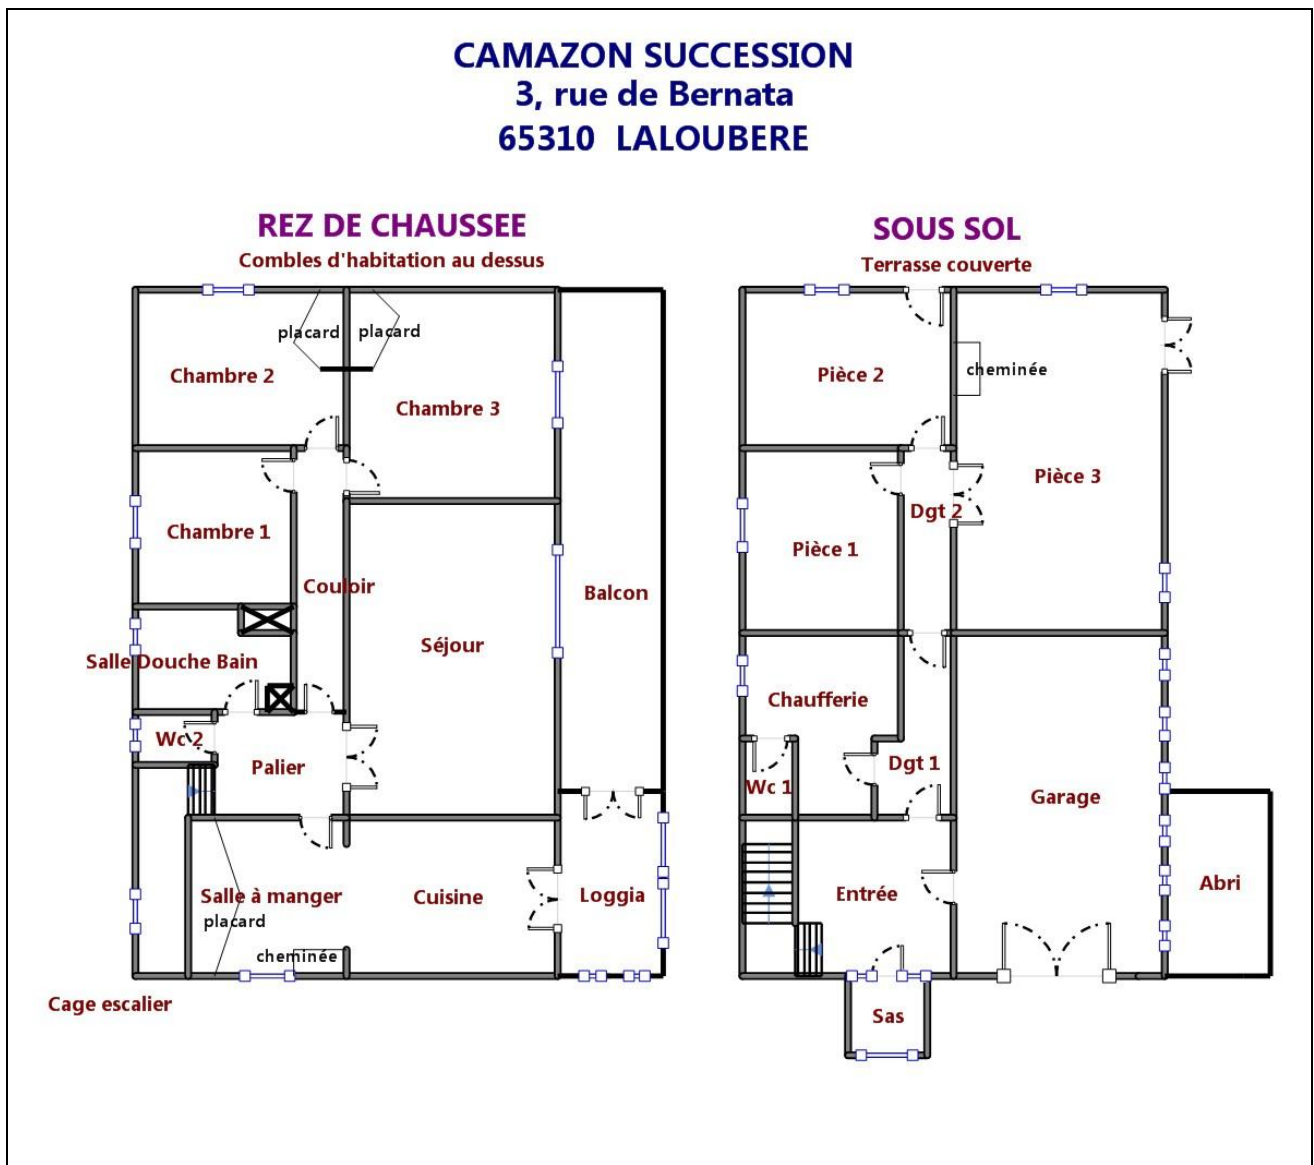 CAMAZON SUCCESSION
3, rue de Bernata
65310 LALOUBERE
REZ DE CHAUSSEE
Combles d'habitation au dessus
placard
placard
Chambre 2
Chambre 3
Chambre 1
Couloir
Balcon
Séjour
Salle Douche Bain
Wc 2
Palier
Salle à manger
Cuisine
Loggia
placard
cheminée
Cage escalier
SOUS SOL
Terrasse couverte
Pièce 2
cheminée
Pièce 3
Dgt 2
Pièce 1
Chaufferie
Dgt 1
Wc 1
Garage
Entrée
Abri
Sas